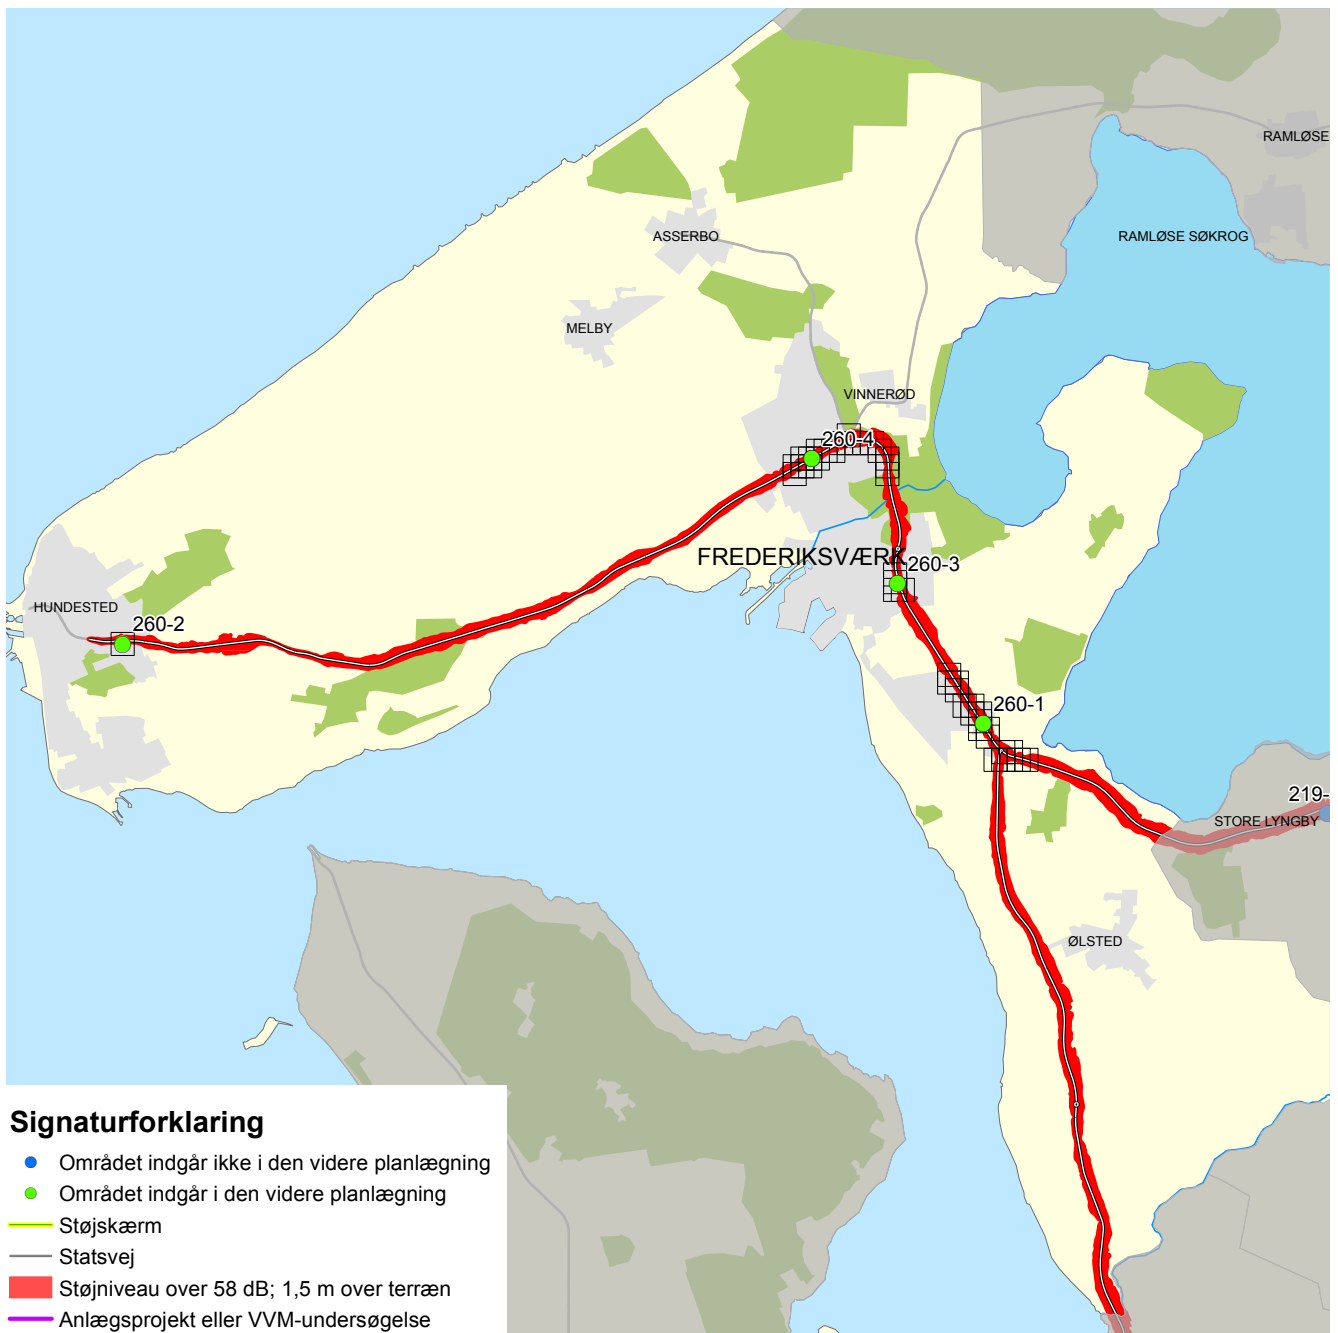 RAMLØSE
ASSERBO
RAMLØSE SØKROG
MELBY
VINNERØD
260-4
FREDERIKSVÆRK
260-3
HUNDESTED
260-2
260-1
219-
STORE LYNGBY
ØLSTED
Signaturforklaring
Området indgår ikke i den videre planlægning
Området indgår i den videre planlægning
Støjskærm
Statsvej
Støjniveau over 58 dB; 1,5 m over terræn
Anlægsprojekt eller VVM-undersøgelse